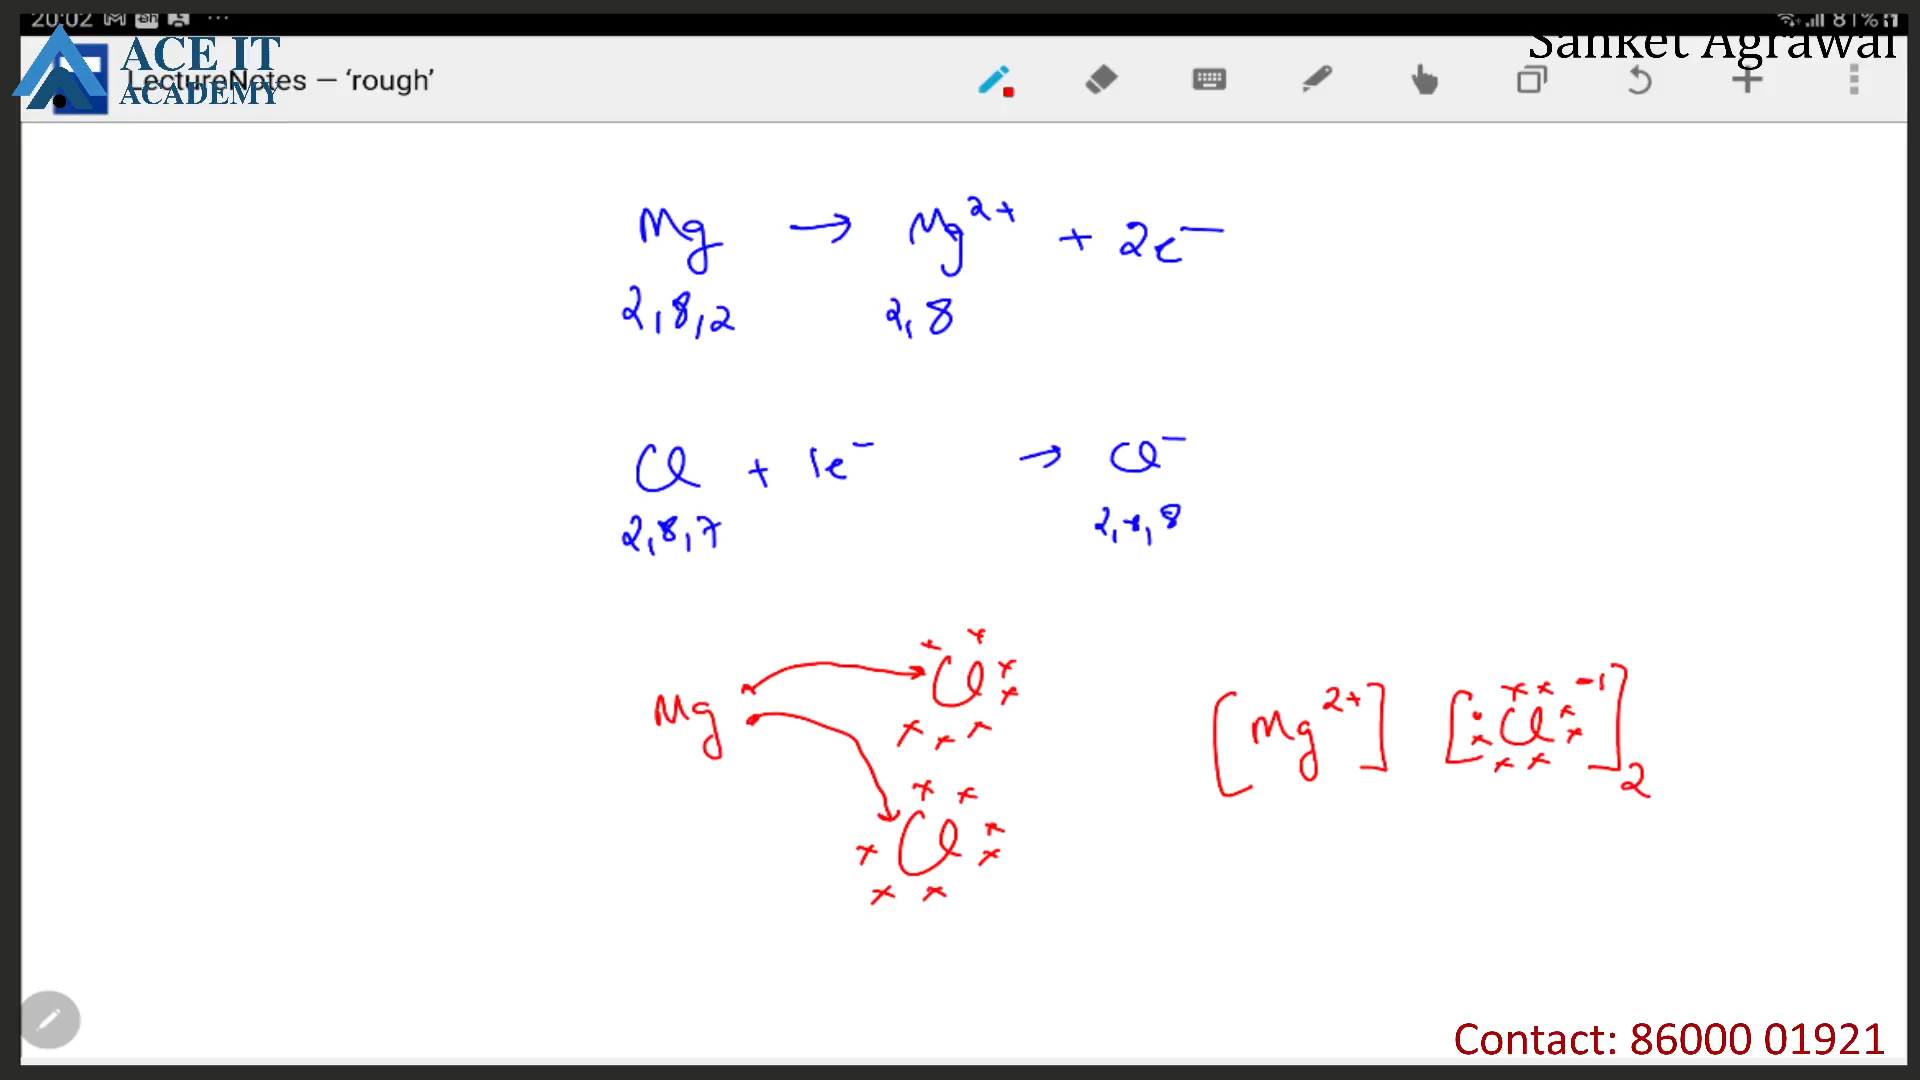 20:02 ... 81%
Sanket Agrawal
ACE IT
ACADEMY
LectureNotes — ‘rough’
Mg → Mg²⁺ + 2e⁻
2,8,2 2,8
Cl + 1e⁻ → Cl⁻
2,8,7 2,8,8
Cl
Mg
[Mg²⁺] [Cl⁻¹]₂
Cl
Contact: 86000 01921